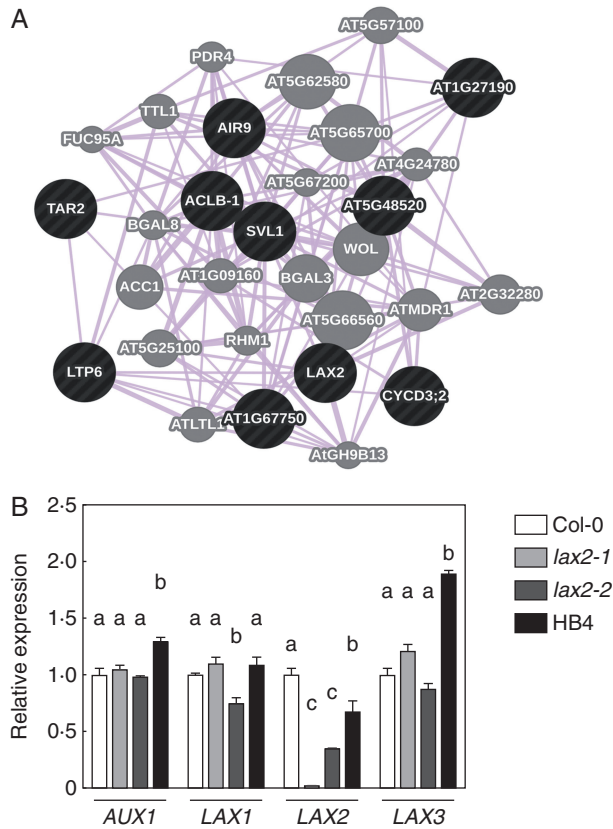 A
AT5G57100
PDR4
AT5G62580
AT1G27190
TTL1
AIR9
AT5G65700
FUC95A
AT4G24780
AT5G67200
TAR2
ACLB-1
AT5G48520
BGAL8
SVL1
WOL
ACC1
AT1G09160
BGAL3
AT2G32280
ATMDR1
AT5G66560
AT5G25100
RHM1
LTP6
LAX2
CYCD3;2
ATLTL1
AT1G67750
AtGH9B13
B
Relative expression
2·5
2·0
1·5
1·0
0·5
0
a a a b
a a b a
a c c b
a a a b
AUX1 LAX1 LAX2 LAX3
Col-0
lax2-1
lax2-2
HB4